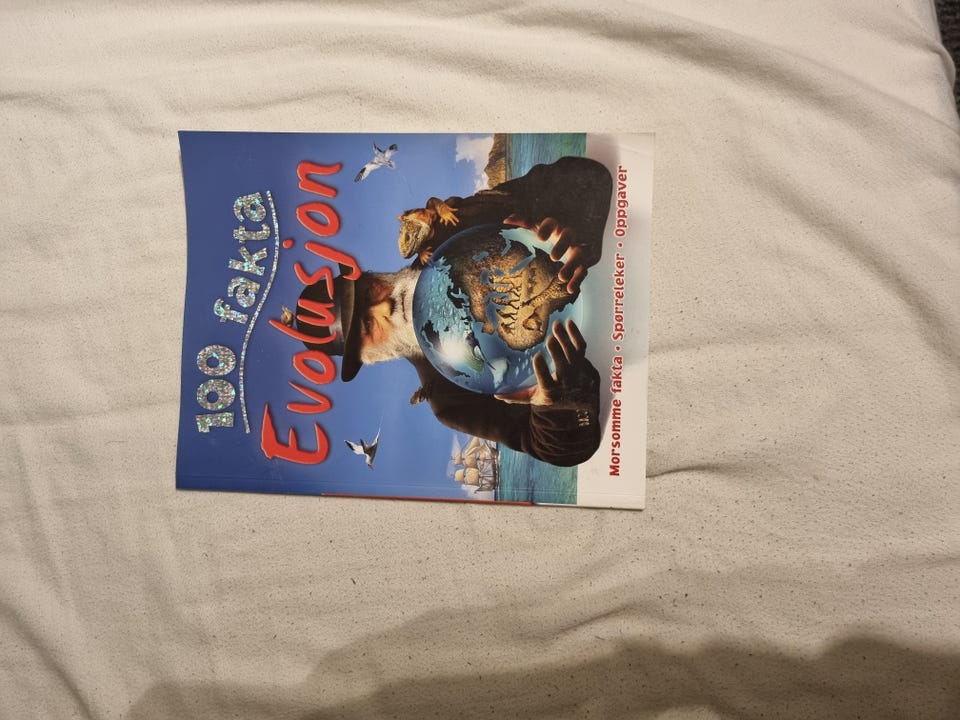 100 fakta
Evolusjon
Morsomme fakta • Spørreleker • Oppgaver